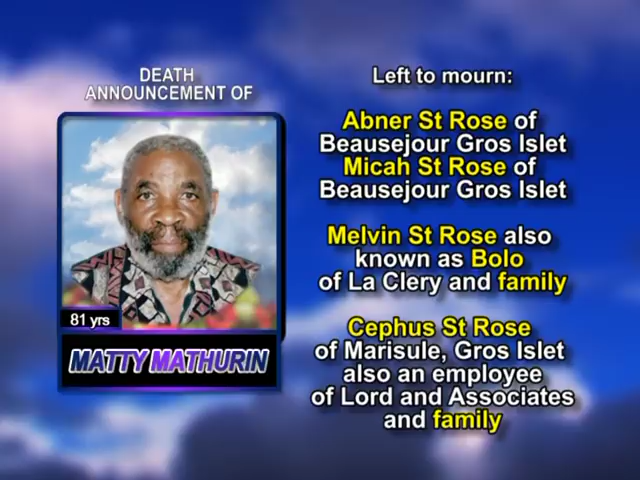 DEATH
ANNOUNCEMENT OF
81 yrs
MATTY MATHURIN
Left to mourn:
Abner St Rose of
Beausejour Gros Islet
Micah St Rose of
Beausejour Gros Islet
Melvin St Rose also
known as Bolo
of La Clery and family
Cephus St Rose
of Marisule, Gros Islet
also an employee
of Lord and Associates
and family